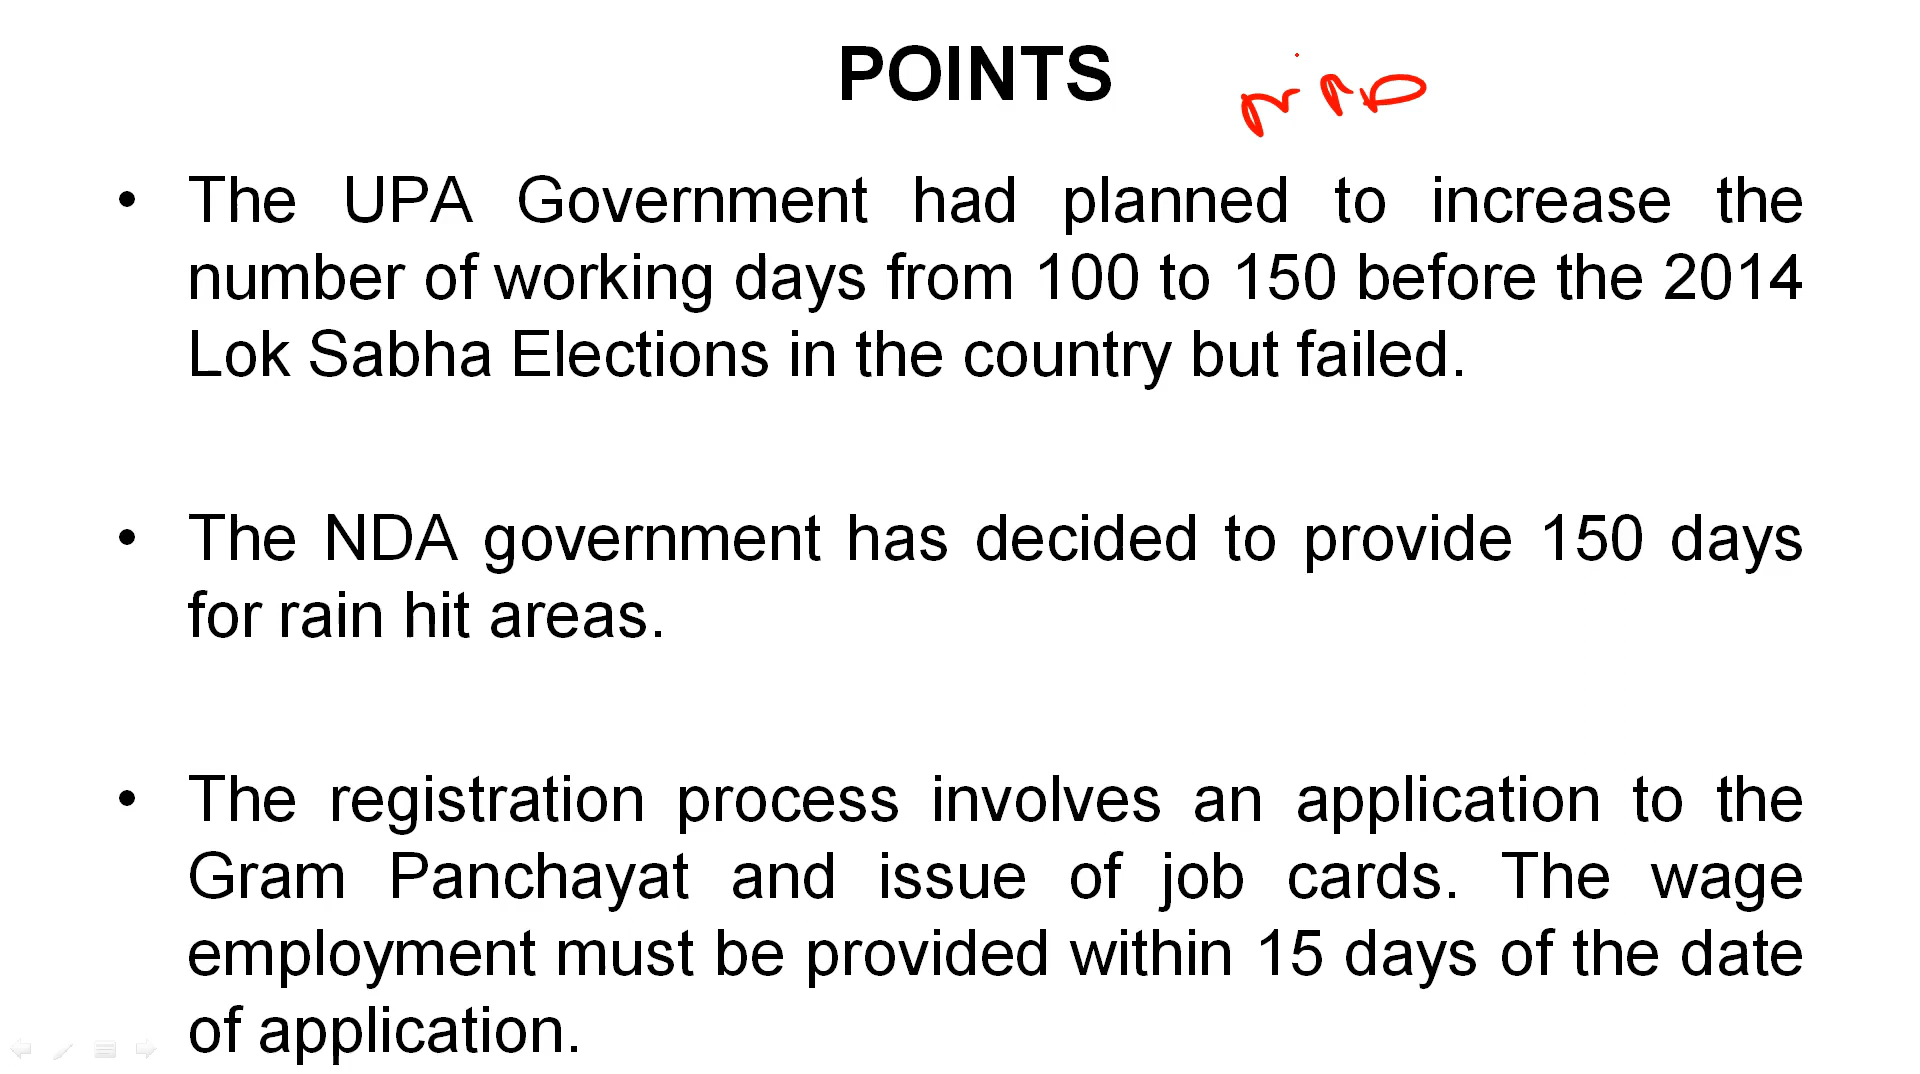 POINTS
• The UPA Government had planned to increase the
number of working days from 100 to 150 before the 2014
Lok Sabha Elections in the country but failed.
• The NDA government has decided to provide 150 days
for rain hit areas.
• The registration process involves an application to the
Gram Panchayat and issue of job cards. The wage
employment must be provided within 15 days of the date
of application.